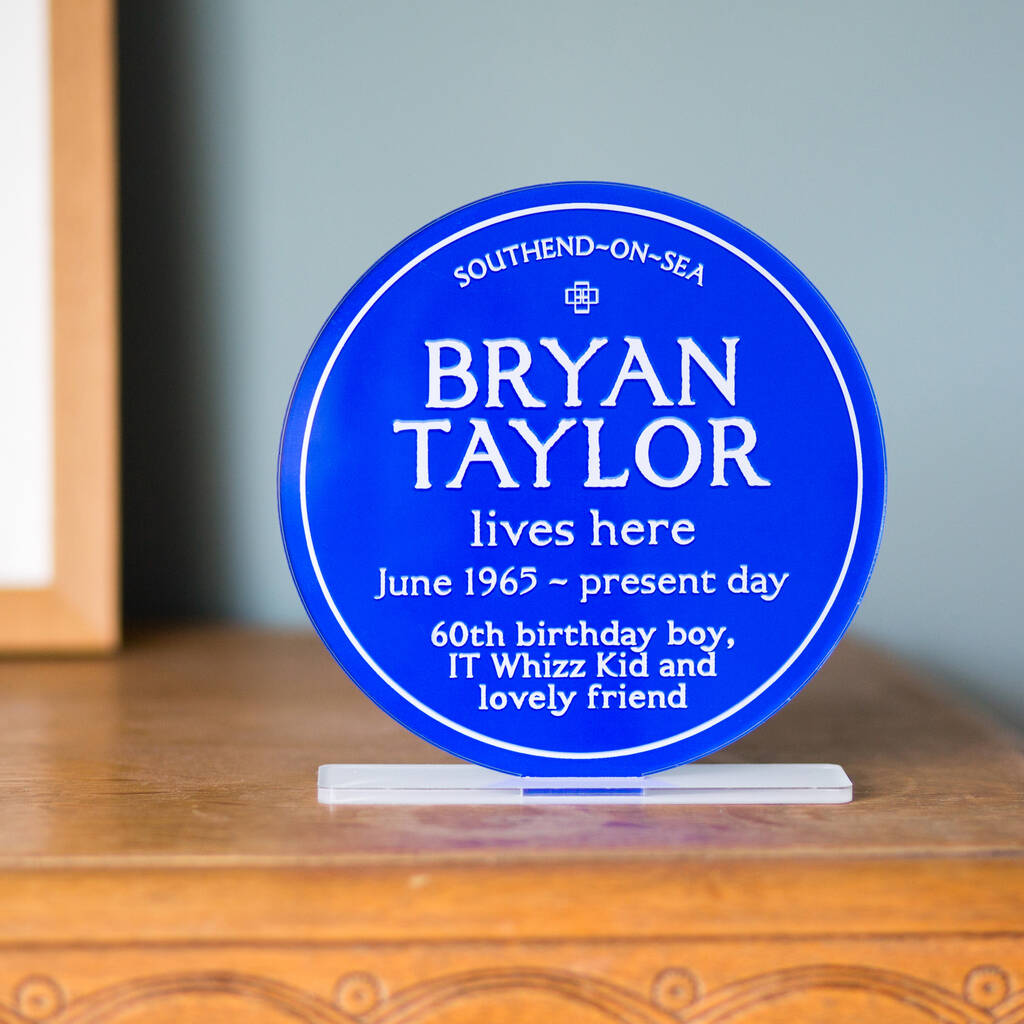 SOUTHEND~ON~SEA
BRYAN
TAYLOR
lives here
June 1965 ~ present day
60th birthday boy,
IT Whizz Kid and
lovely friend